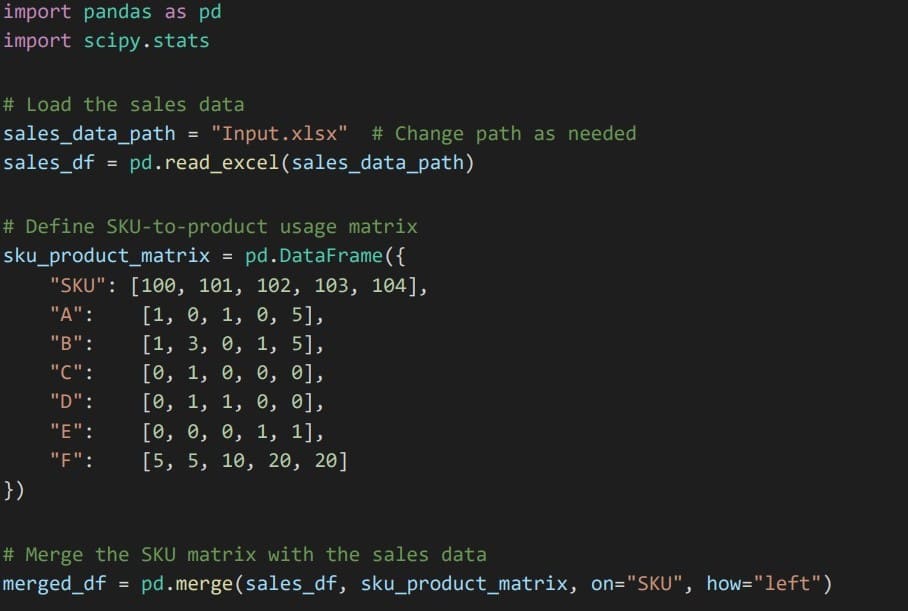 import pandas as pd
import scipy.stats
# Load the sales data
sales_data_path = "Input.xlsx"  # Change path as needed
sales_df = pd.read_excel(sales_data_path)
# Define SKU-to-product usage matrix
sku_product_matrix = pd.DataFrame({
    "SKU": [100, 101, 102, 103, 104],
    "A":    [1, 0, 1, 0, 5],
    "B":    [1, 3, 0, 1, 5],
    "C":    [0, 1, 0, 0, 0],
    "D":    [0, 1, 1, 0, 0],
    "E":    [0, 0, 0, 1, 1],
    "F":    [5, 5, 10, 20, 20]
})
# Merge the SKU matrix with the sales data
merged_df = pd.merge(sales_df, sku_product_matrix, on="SKU", how="left")